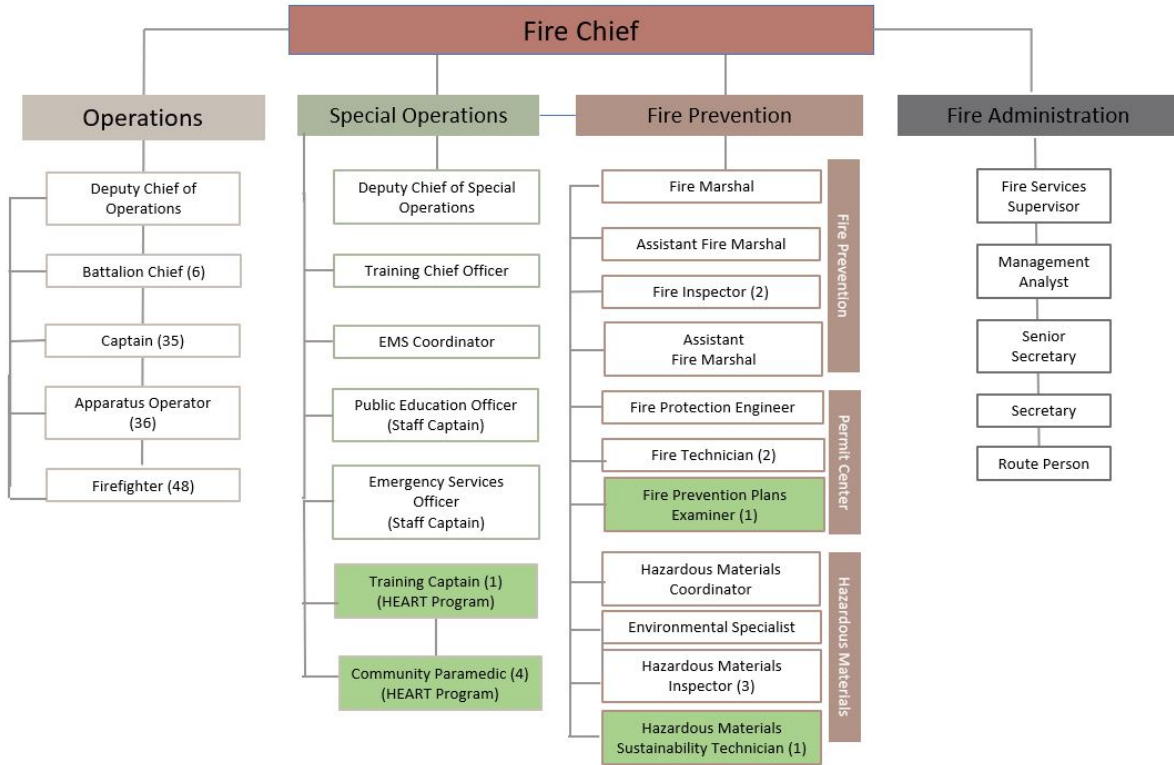 Fire Chief
Operations
Special Operations
Fire Prevention
Fire Administration
Deputy Chief of
Operations
Battalion Chief (6)
Captain (35)
Apparatus Operator
(36)
Firefighter (48)
Deputy Chief of Special
Operations
Training Chief Officer
EMS Coordinator
Public Education Officer
(Staff Captain)
Emergency Services
Officer
(Staff Captain)
Training Captain (1)
(HEART Program)
Community Paramedic (4)
(HEART Program)
Fire Marshal
Assistant Fire Marshal
Fire Inspector (2)
Assistant
Fire Marshal
Fire Prevention
Fire Protection Engineer
Fire Technician (2)
Fire Prevention Plans
Examiner (1)
Permit Center
Hazardous Materials
Coordinator
Environmental Specialist
Hazardous Materials
Inspector (3)
Hazardous Materials
Sustainability Technician (1)
Hazardous Materials
Fire Services
Supervisor
Management
Analyst
Senior
Secretary
Secretary
Route Person